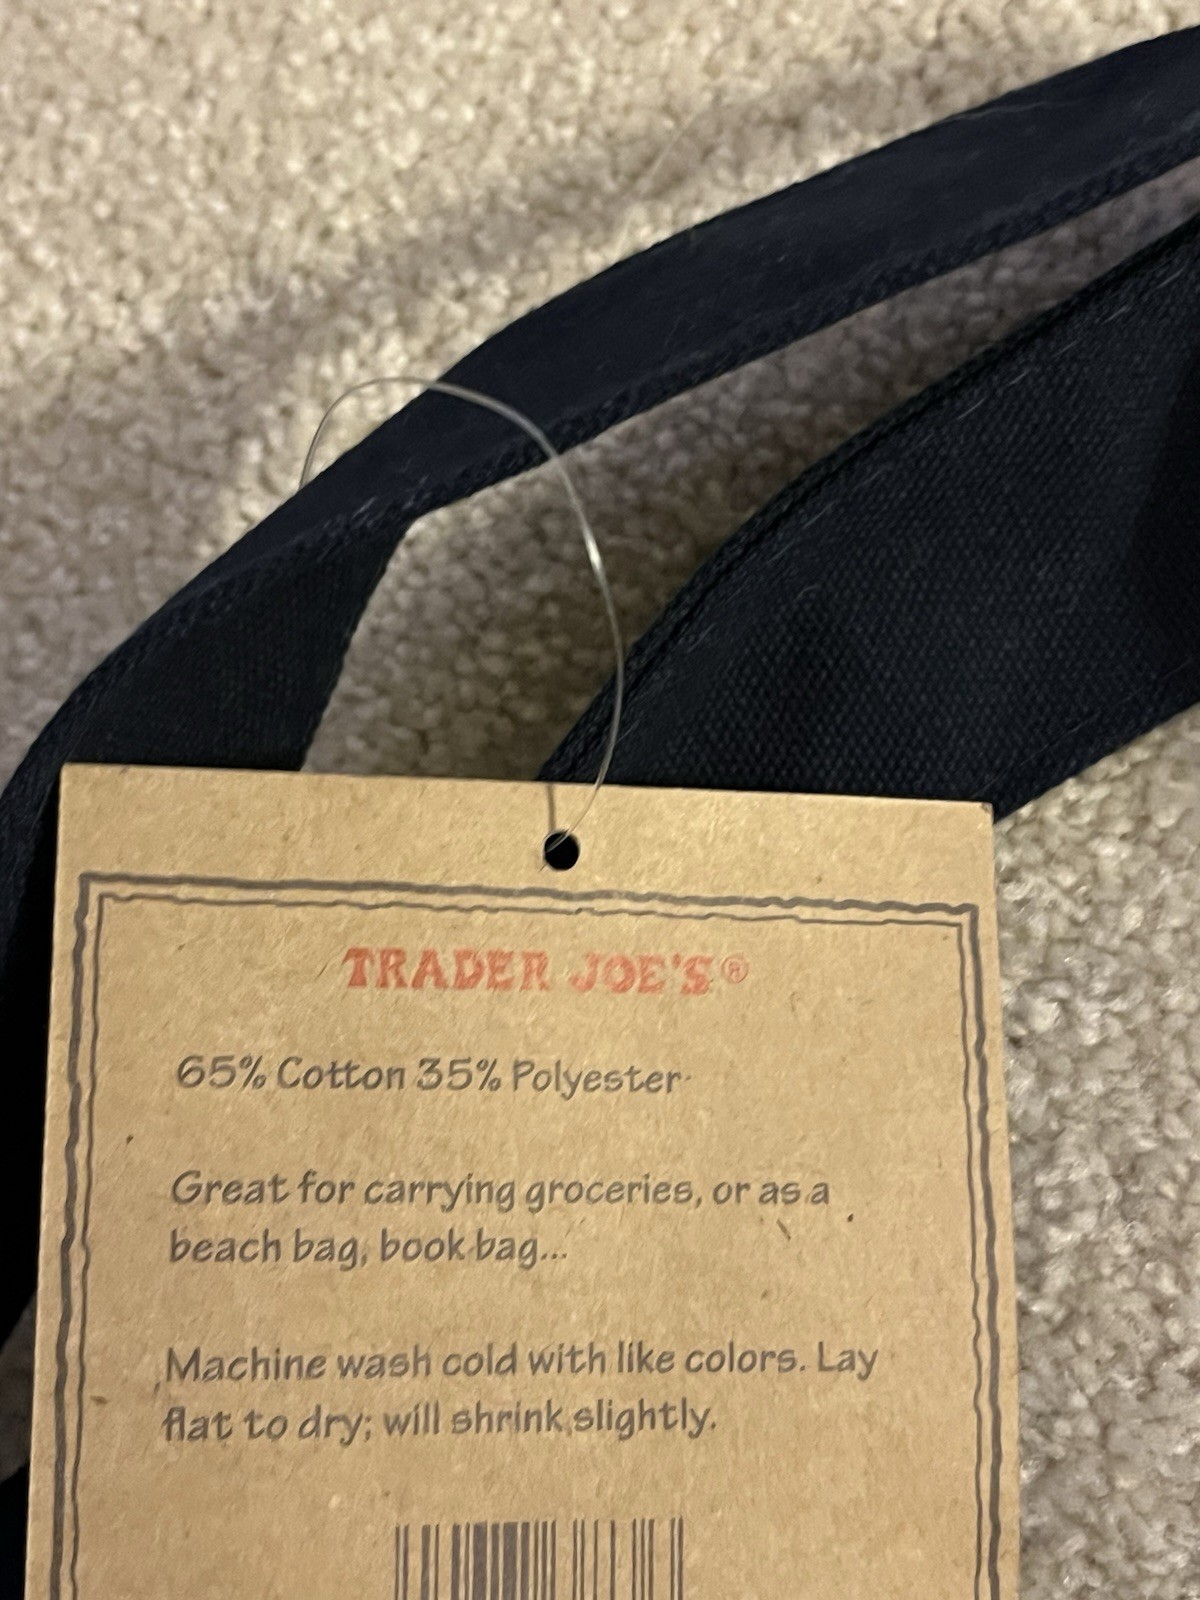 TRADER JOE'S®
65% Cotton 35% Polyester
Great for carrying groceries, or as a
beach bag, book bag...
Machine wash cold with like colors. Lay
flat to dry; will shrink slightly.